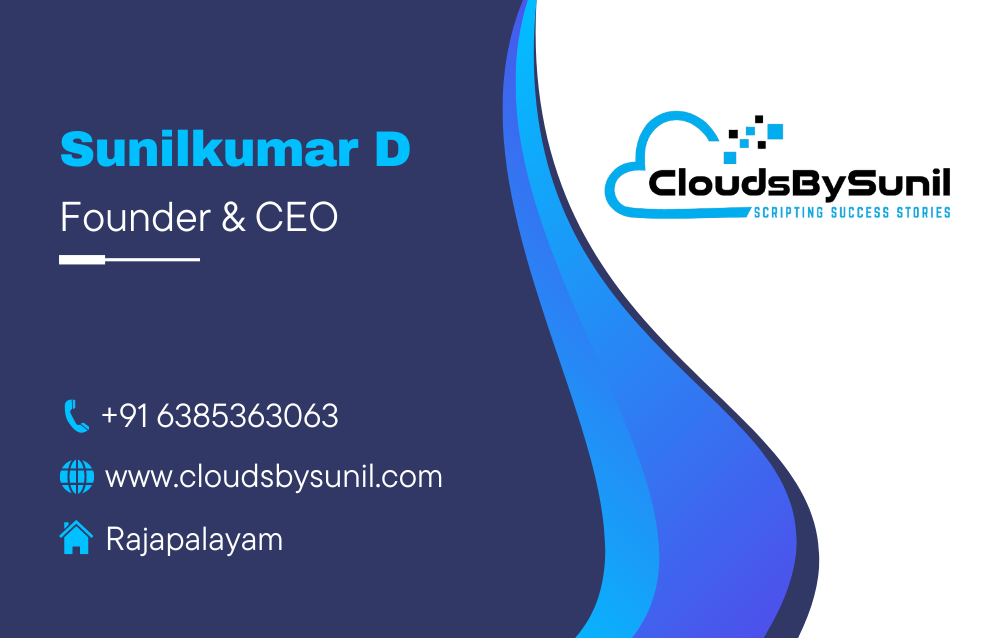 Sunilkumar D
Founder & CEO
CloudsBySunil
SCRIPTING SUCCESS STORIES
+91 6385363063
www.cloudsbysunil.com
Rajapalayam